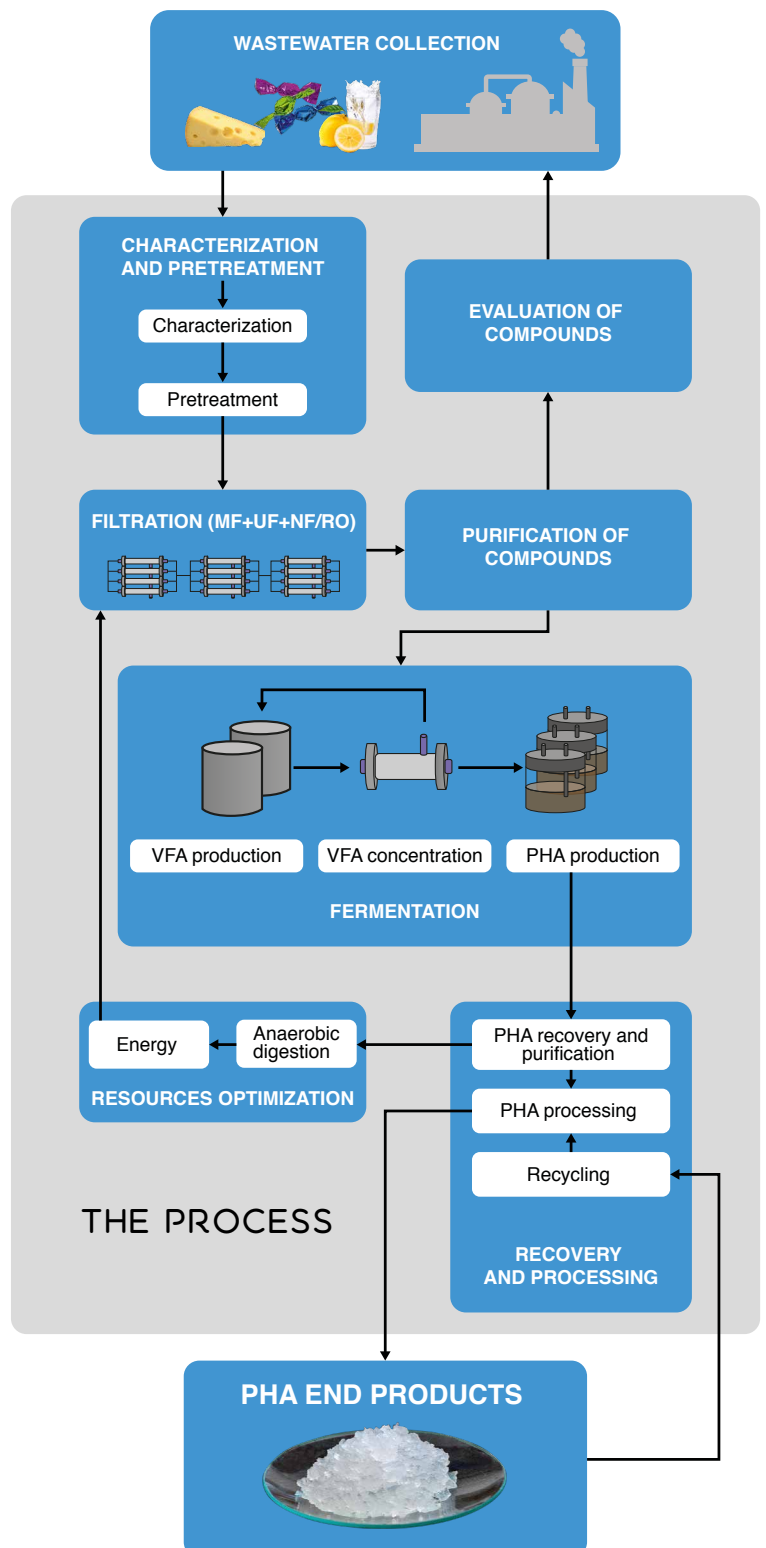 WASTEWATER COLLECTION
CHARACTERIZATION
AND PRETREATMENT
Characterization
Pretreatment
EVALUATION OF
COMPOUNDS
FILTRATION (MF+UF+NF/RO)
PURIFICATION OF
COMPOUNDS
VFA production
VFA concentration
PHA production
FERMENTATION
Energy
Anaerobic
digestion
RESOURCES OPTIMIZATION
PHA recovery and
purification
PHA processing
Recycling
RECOVERY
AND PROCESSING
THE PROCESS
PHA END PRODUCTS